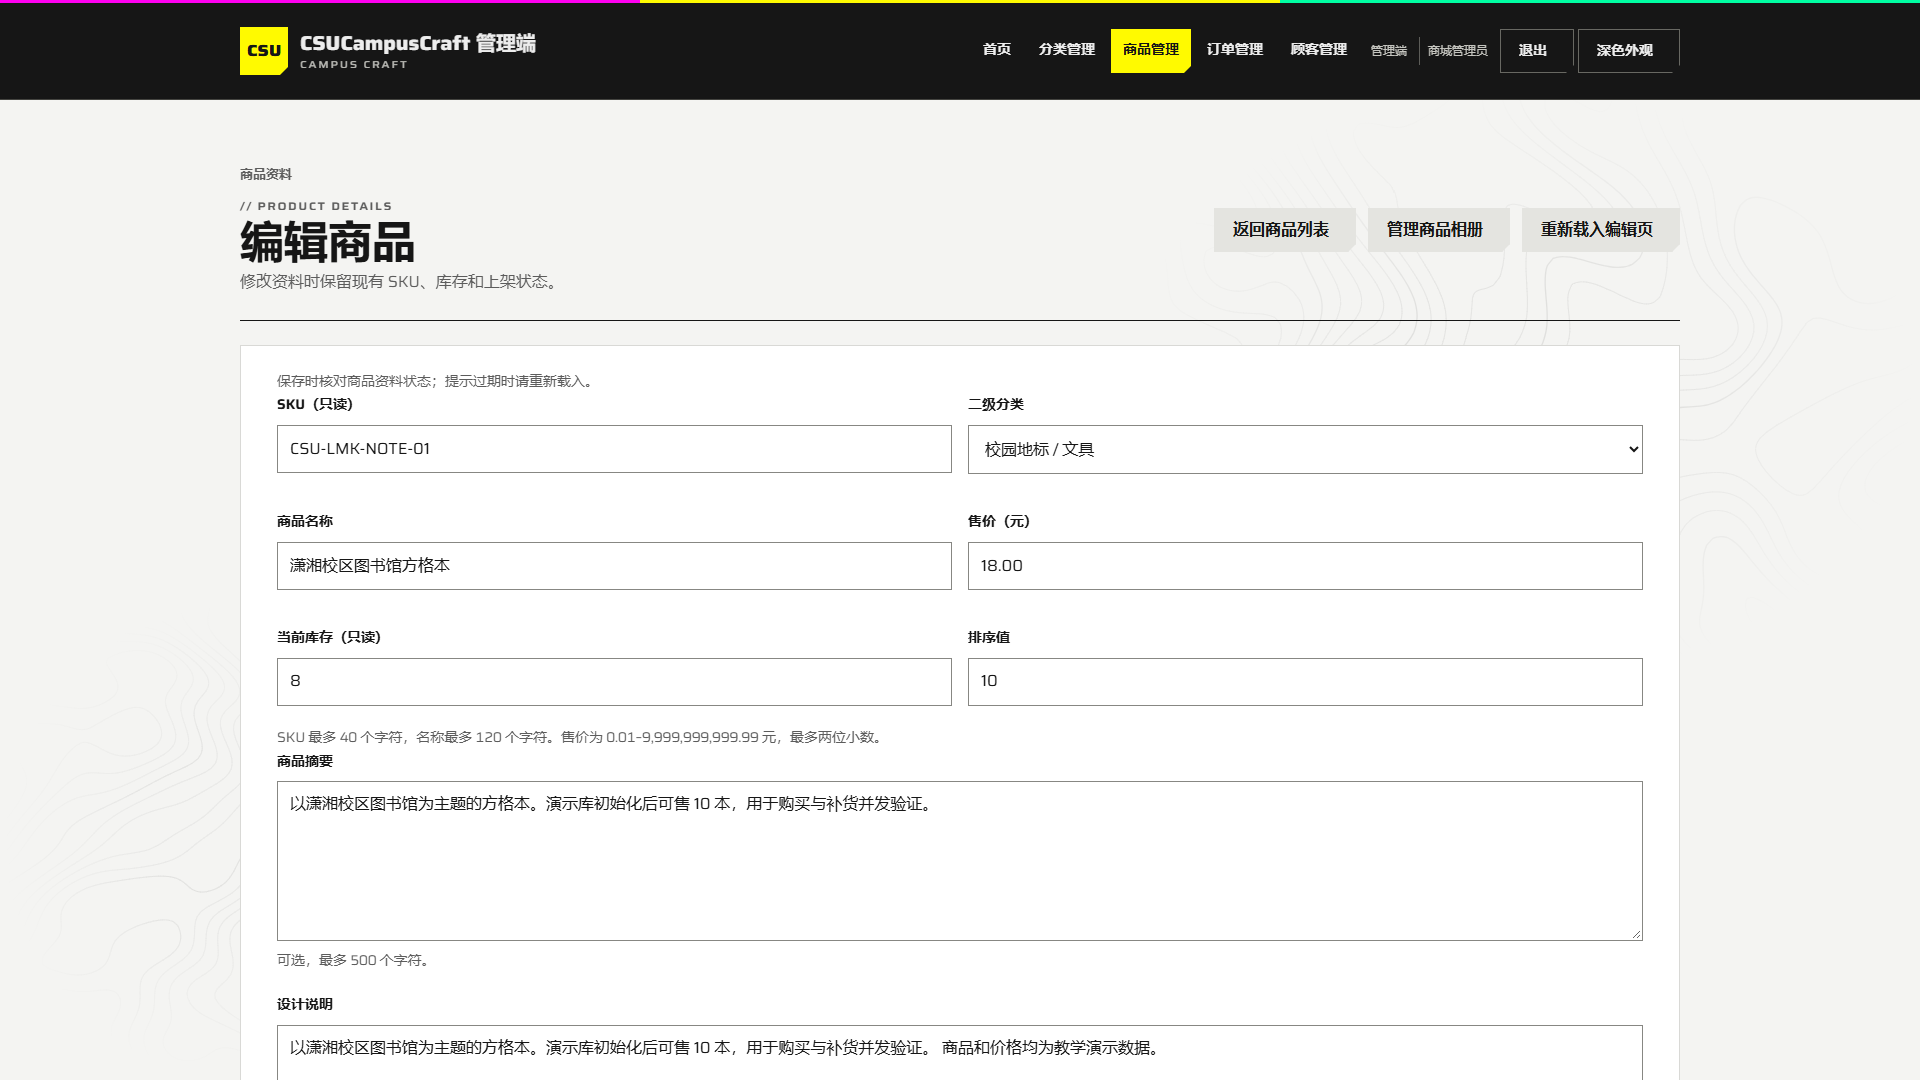 CSU
CSUCampusCraft 管理端
CAMPUS CRAFT
首页
分类管理
商品管理
订单管理
顾客管理
管理端
商城管理员
退出
深色外观
商品资料
// PRODUCT DETAILS
编辑商品
修改资料时保留现有 SKU、库存和上架状态。
返回商品列表
管理商品相册
重新载入编辑页
保存时核对商品资料状态；提示过期时请重新载入。
SKU（只读）
CSU-LMK-NOTE-01
二级分类
校园地标 / 文具
商品名称
潇湘校区图书馆方格本
售价（元）
18.00
当前库存（只读）
8
排序值
10
SKU 最多 40 个字符，名称最多 120 个字符。售价为 0.01–9,999,999,999.99 元，最多两位小数。
商品摘要
以潇湘校区图书馆为主题的方格本。演示库初始化后可售 10 本，用于购买与补货并发验证。
可选，最多 500 个字符。
设计说明
以潇湘校区图书馆为主题的方格本。演示库初始化后可售 10 本，用于购买与补货并发验证。 商品和价格均为教学演示数据。